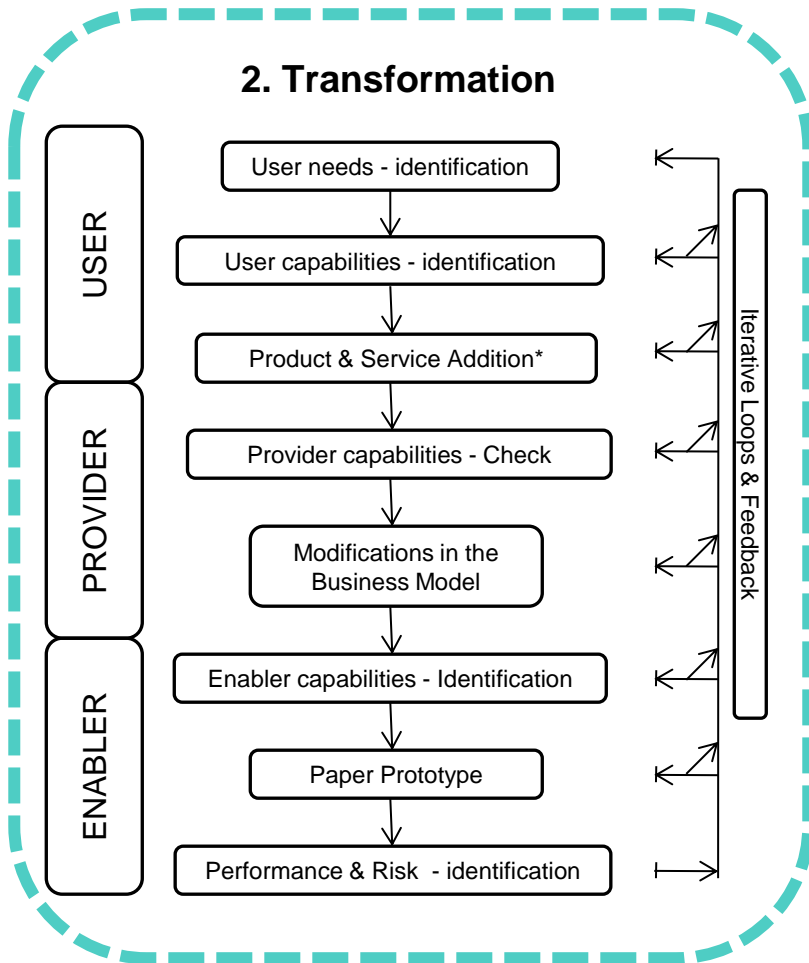 2. Transformation
USER
User needs - identification
User capabilities - identification
Product & Service Addition*
PROVIDER
Provider capabilities - Check
Modifications in the
Business Model
ENABLER
Enabler capabilities - Identification
Paper Prototype
Performance & Risk  - identification
Iterative Loops & Feedback